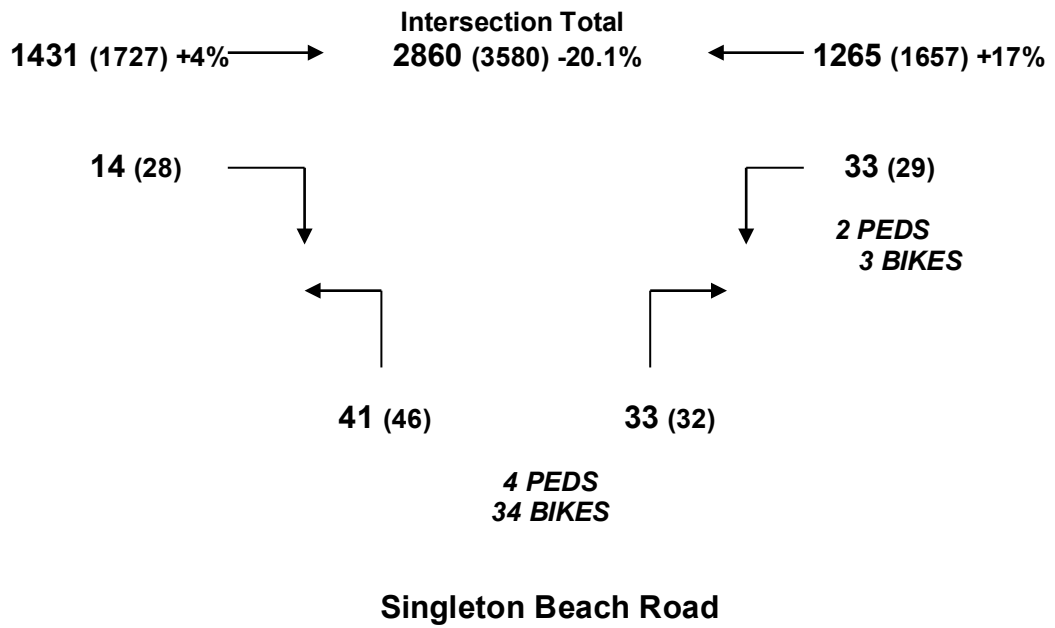 Intersection Total
1431 (1727) +4% 2860 (3580) -20.1% 1265 (1657) +17%
14 (28) 33 (29)
2 PEDS
3 BIKES
41 (46) 33 (32)
4 PEDS
34 BIKES
Singleton Beach Road